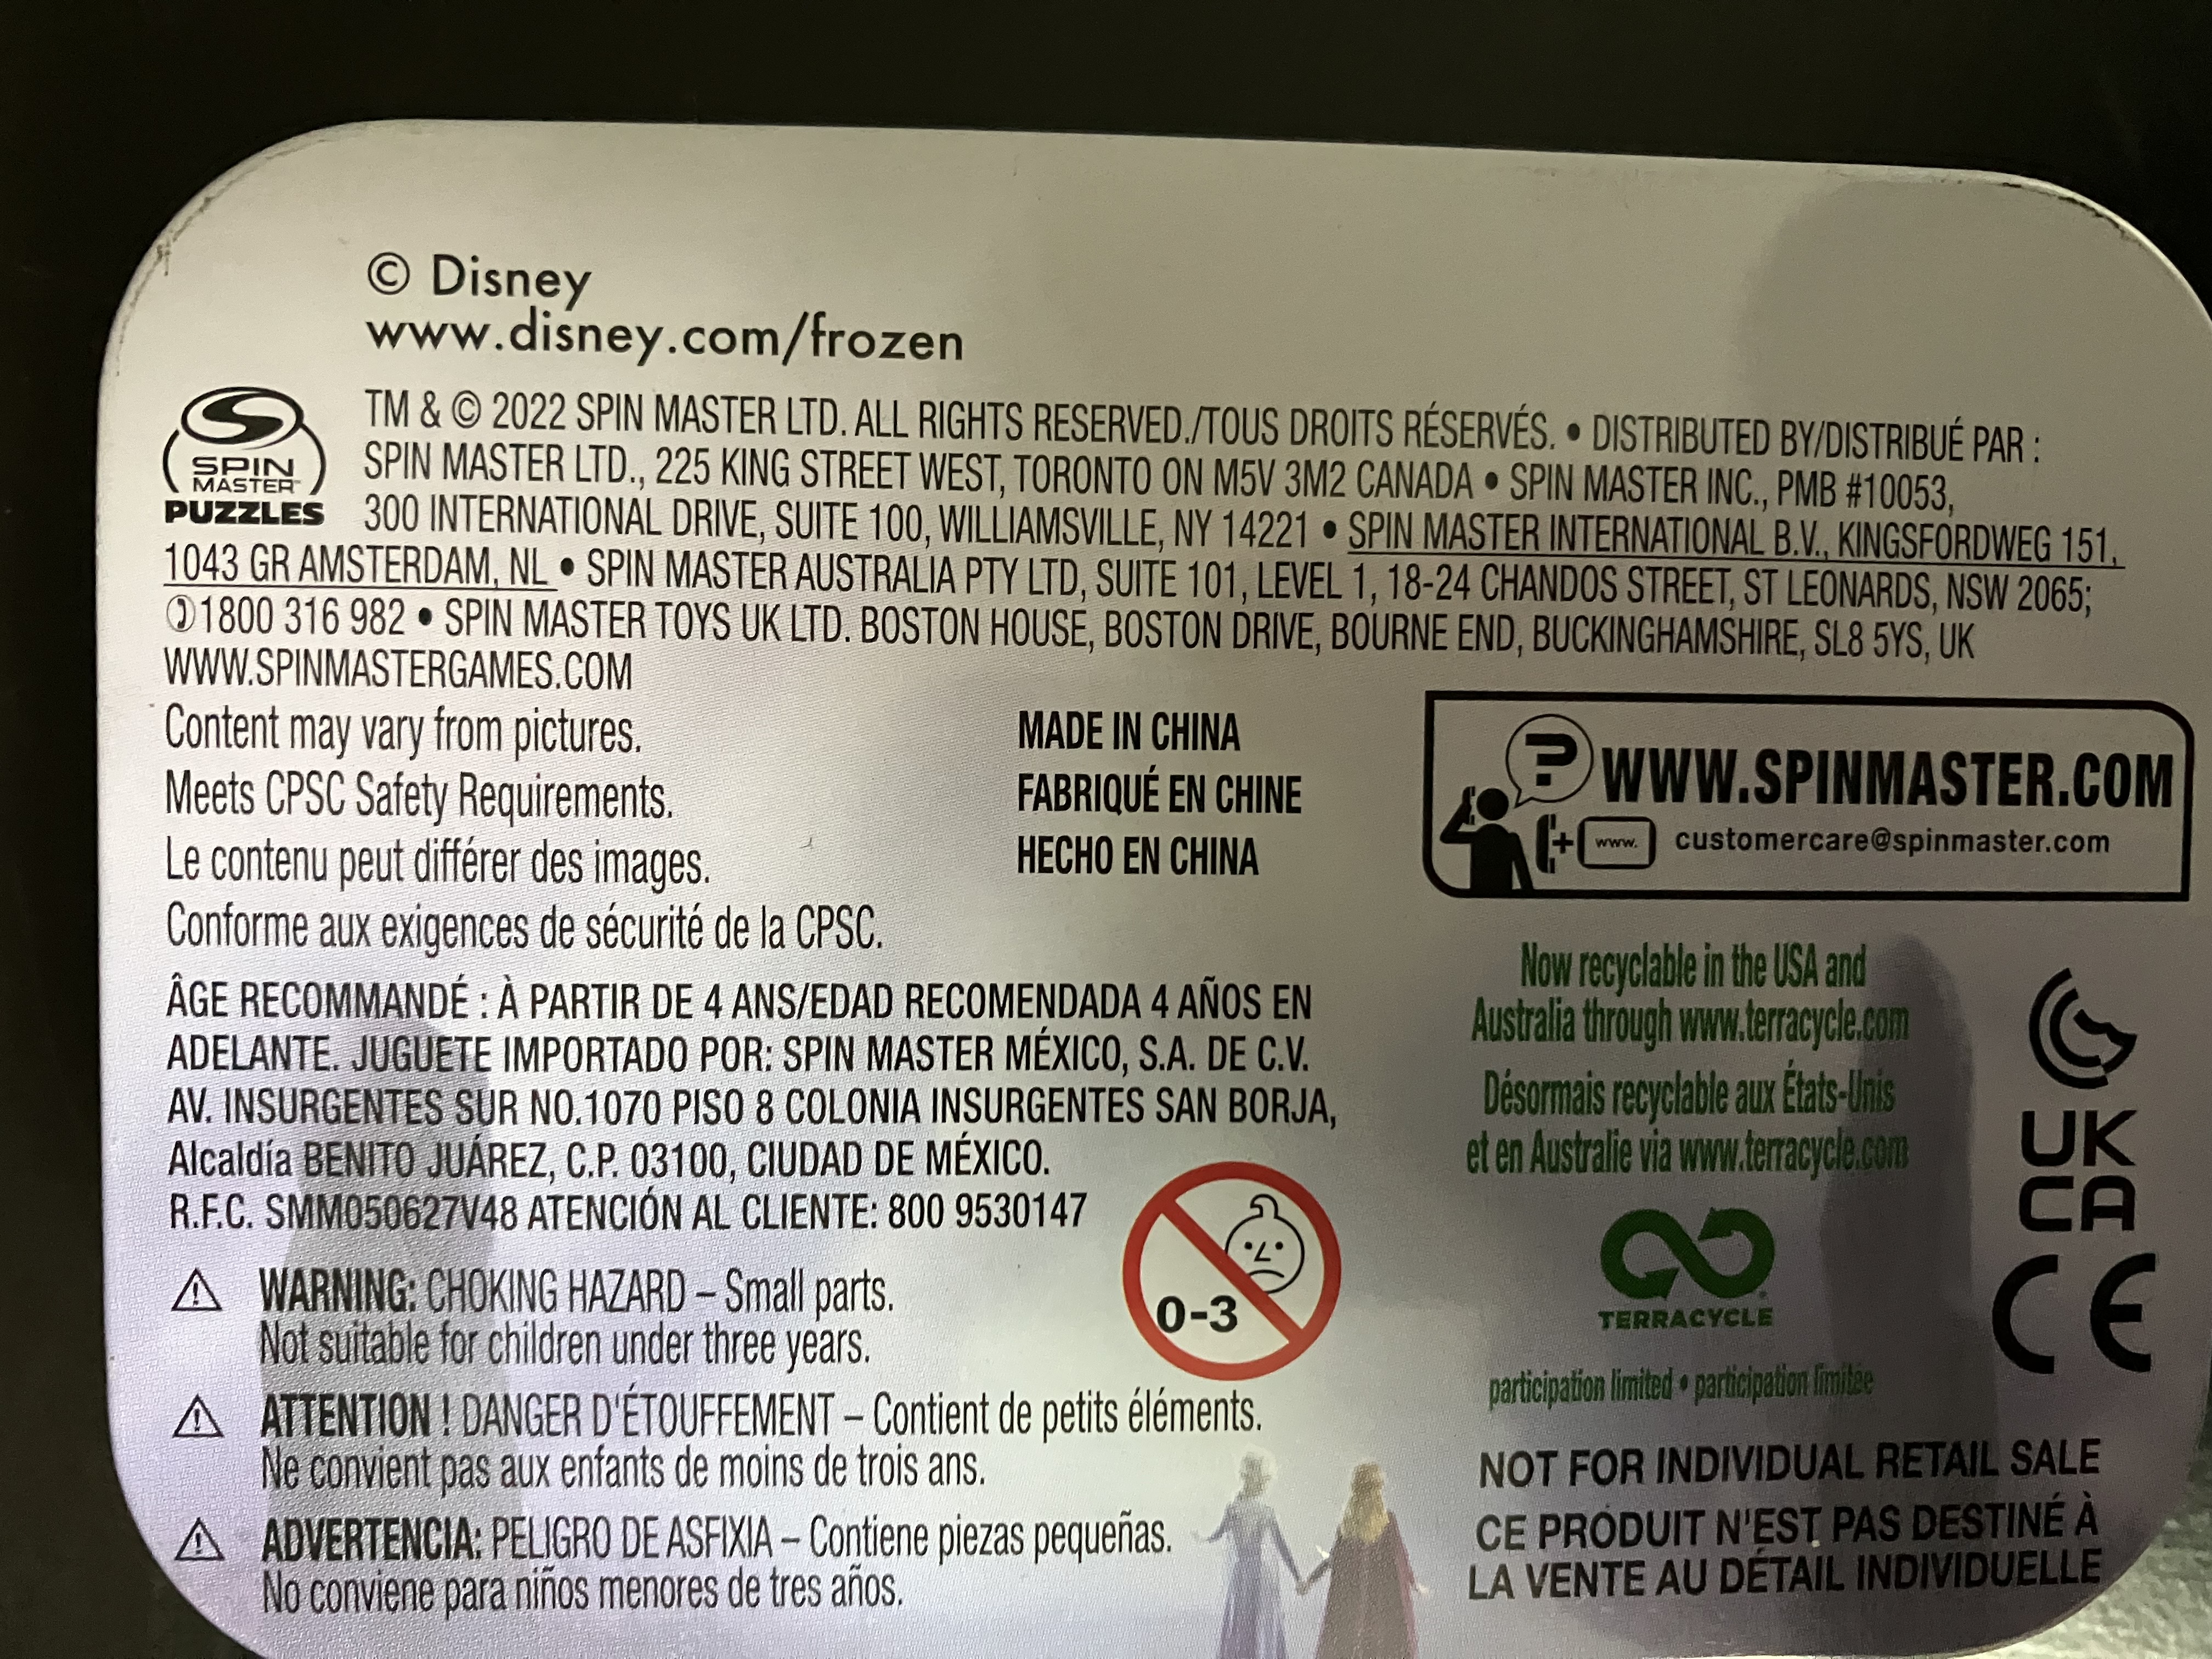 © Disney
www.disney.com/frozen
SPIN
MASTER™
PUZZLES
TM & © 2022 SPIN MASTER LTD. ALL RIGHTS RESERVED./TOUS DROITS RÉSERVÉS. • DISTRIBUTED BY/DISTRIBUÉ PAR :
SPIN MASTER LTD., 225 KING STREET WEST, TORONTO ON M5V 3M2 CANADA • SPIN MASTER INC., PMB #10053,
300 INTERNATIONAL DRIVE, SUITE 100, WILLIAMSVILLE, NY 14221 • SPIN MASTER INTERNATIONAL B.V., KINGSFORDWEG 151,
1043 GR AMSTERDAM, NL • SPIN MASTER AUSTRALIA PTY LTD, SUITE 101, LEVEL 1, 18-24 CHANDOS STREET, ST LEONARDS, NSW 2065;
✆1800 316 982 • SPIN MASTER TOYS UK LTD. BOSTON HOUSE, BOSTON DRIVE, BOURNE END, BUCKINGHAMSHIRE, SL8 5YS, UK
WWW.SPINMASTERGAMES.COM
Content may vary from pictures.
Meets CPSC Safety Requirements.
Le contenu peut différer des images.
Conforme aux exigences de sécurité de la CPSC.
MADE IN CHINA
FABRIQUÉ EN CHINE
HECHO EN CHINA
? WWW.SPINMASTER.COM
+ www. customercare@spinmaster.com
ÂGE RECOMMANDÉ : À PARTIR DE 4 ANS/EDAD RECOMENDADA 4 AÑOS EN
ADELANTE. JUGUETE IMPORTADO POR: SPIN MASTER MÉXICO, S.A. DE C.V.
AV. INSURGENTES SUR NO.1070 PISO 8 COLONIA INSURGENTES SAN BORJA,
Alcaldía BENITO JUÁREZ, C.P. 03100, CIUDAD DE MÉXICO.
R.F.C. SMM050627V48 ATENCIÓN AL CLIENTE: 800 9530147
0-3
⚠ WARNING: CHOKING HAZARD – Small parts.
Not suitable for children under three years.
⚠ ATTENTION ! DANGER D'ÉTOUFFEMENT – Contient de petits éléments.
Ne convient pas aux enfants de moins de trois ans.
⚠ ADVERTENCIA: PELIGRO DE ASFIXIA – Contiene piezas pequeñas.
No conviene para niños menores de tres años.
Now recyclable in the USA and
Australia through www.terracycle.com
Désormais recyclable aux États-Unis
et en Australie via www.terracycle.com
TERRACYCLE®
participation limited • participation limitée
UK
CA
CE
NOT FOR INDIVIDUAL RETAIL SALE
CE PRODUIT N'EST PAS DESTINÉ À
LA VENTE AU DÉTAIL INDIVIDUELLE